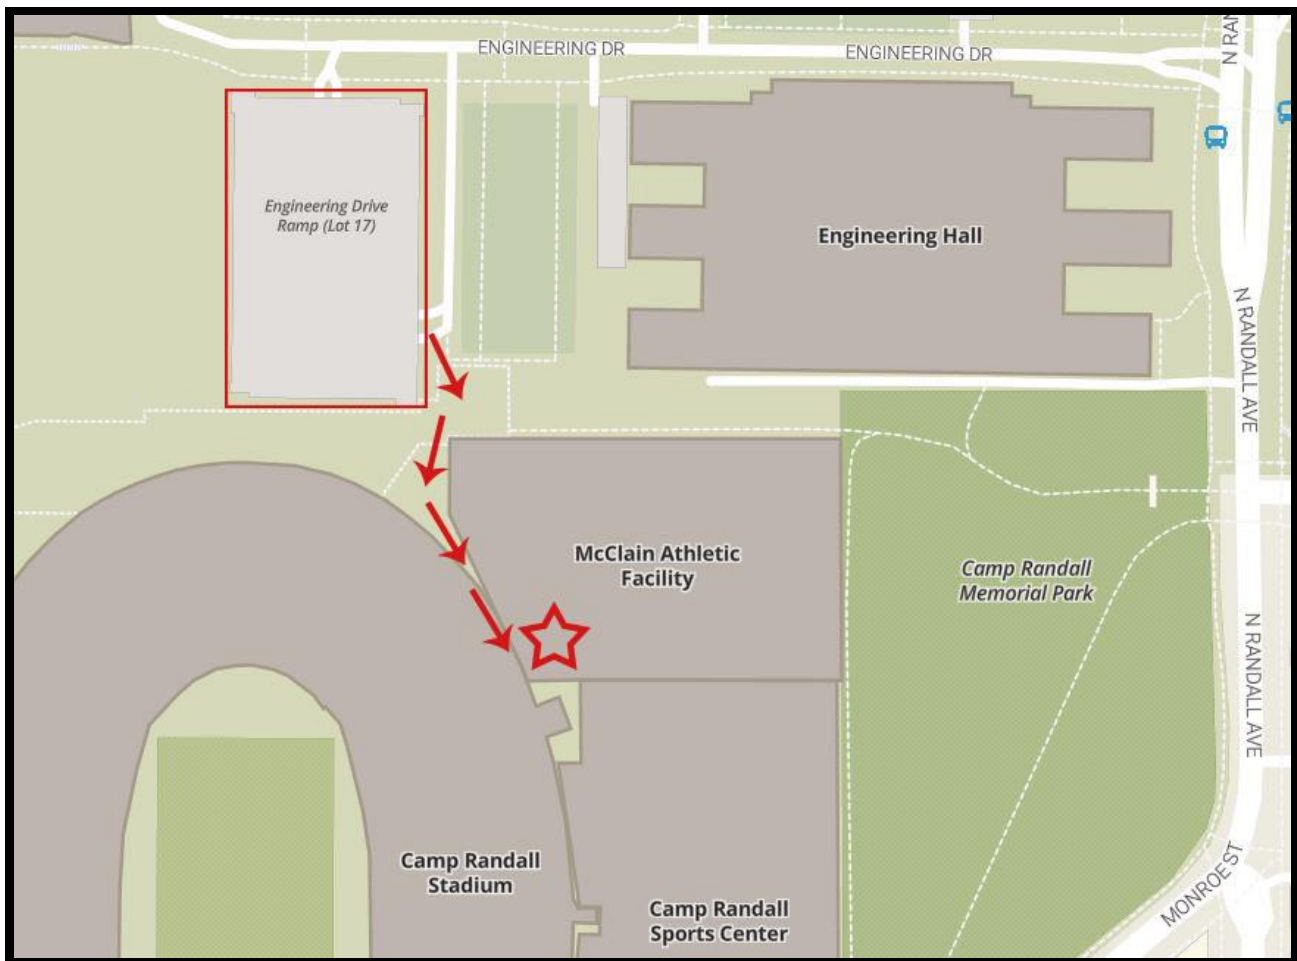 ENGINEERING DR
ENGINEERING DR
N RAN
Engineering Drive
Ramp (Lot 17)
Engineering Hall
N RANDALL AVE
McClain Athletic
Facility
Camp Randall
Memorial Park
N RANDALL AVE
Camp Randall
Stadium
MONROE ST
Camp Randall
Sports Center